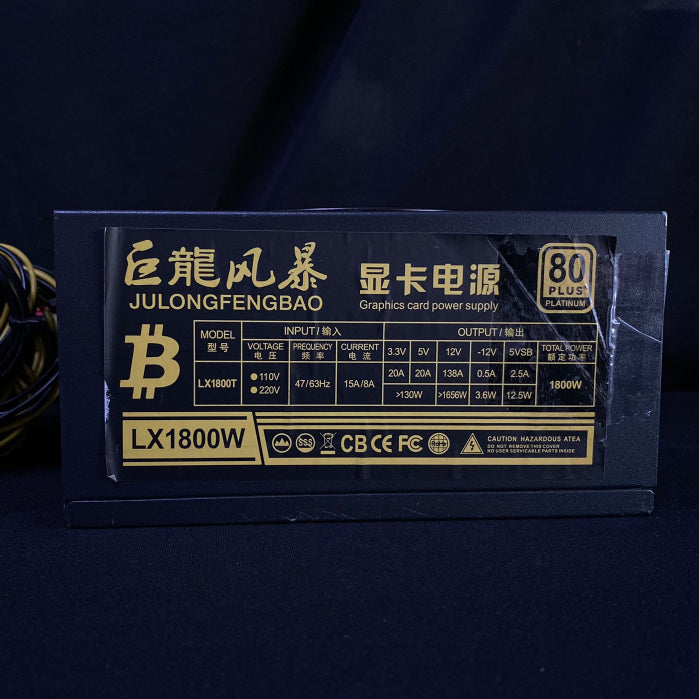 巨龍风暴
JULONGFENGBAO
显卡电源
Graphics card power supply
80
PLUS
PLATINUM
MODEL
型号
INPUT/输入
OUTPUT/输出
VOLTAGE
电压
PREQUENCY
频率
CURRENT
电流
3.3V 5V 12V -12V 5VSB
TOTAL POWER
额定功率
LX1800T
110V
220V
47/63Hz
15A/8A
20A 20A 138A 0.5A 2.5A
>130W >1656W 3.6W 12.5W
1800W
LX1800W
SSS
CB CE FC
CAUTION HAZARDOUS ATEA
DO NOT REMOVE THIS COVER
NO USER SERVICABLE PARTS INSIDE